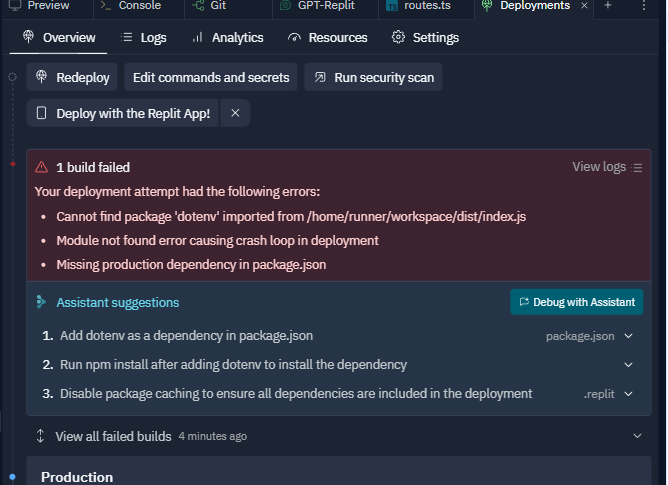 Preview Console Git GPT-Replit routes.ts Deployments
Overview Logs Analytics Resources Settings
Redeploy Edit commands and secrets Run security scan
Deploy with the Replit App!
1 build failed View logs
Your deployment attempt had the following errors:
Cannot find package 'dotenv' imported from /home/runner/workspace/dist/index.js
Module not found error causing crash loop in deployment
Missing production dependency in package.json
Assistant suggestions Debug with Assistant
1. Add dotenv as a dependency in package.json package.json
2. Run npm install after adding dotenv to install the dependency
3. Disable package caching to ensure all dependencies are included in the deployment .replit
View all failed builds 4 minutes ago
Production